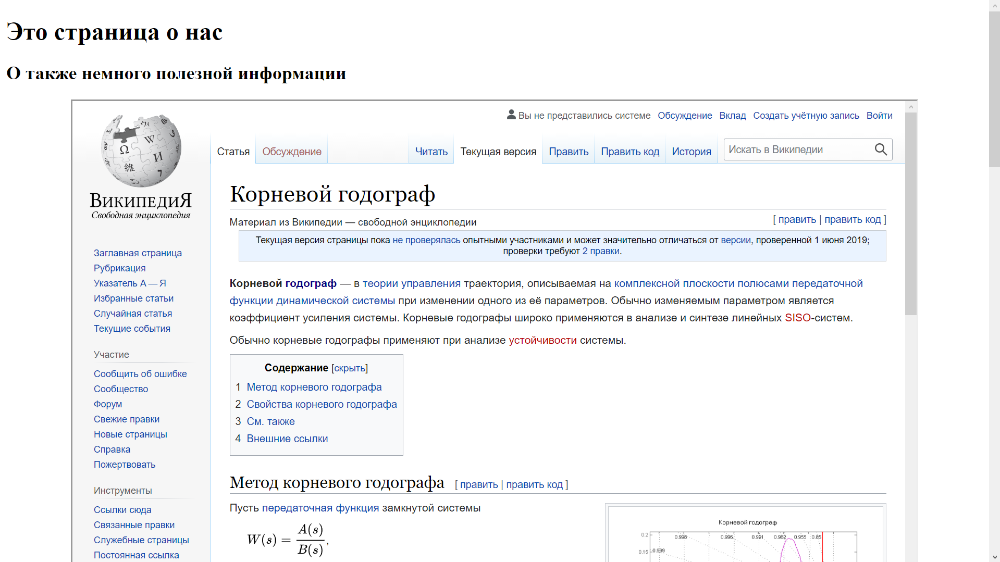 Это страница о нас
О также немного полезной информации
Вы не представились системе Обсуждение Вклад Создать учётную запись Войти
Статья Обсуждение Читать Текущая версия Править Править код История Искать в Википедии
ВикипедиЯ
Свободная энциклопедия
Заглавная страница
Рубрикация
Указатель А — Я
Избранные статьи
Случайная статья
Текущие события
Участие
Сообщить об ошибке
Сообщество
Форум
Свежие правки
Новые страницы
Справка
Пожертвовать
Инструменты
Ссылки сюда
Связанные правки
Служебные страницы
Постоянная ссылка
Корневой годограф
Материал из Википедии — свободной энциклопедии [ править | править код ]
Текущая версия страницы пока не проверялась опытными участниками и может значительно отличаться от версии, проверенной 1 июня 2019;
проверки требуют 2 правки.
Корневой годограф — в теории управления траектория, описываемая на комплексной плоскости полюсами передаточной
функции динамической системы при изменении одного из её параметров. Обычно изменяемым параметром является
коэффициент усиления системы. Корневые годографы широко применяются в анализе и синтезе линейных SISO-систем.
Обычно корневые годографы применяют при анализе устойчивости системы.
Содержание [скрыть]
1 Метод корневого годографа
2 Свойства корневого годографа
3 См. также
4 Внешние ссылки
Метод корневого годографа [ править | править код ]
Пусть передаточная функция замкнутой системы
W(s) = A(s)/B(s),
Корневой годограф
0.2 0.998 0.996 0.991 0.982 0.955 0.85
0.15 0.999